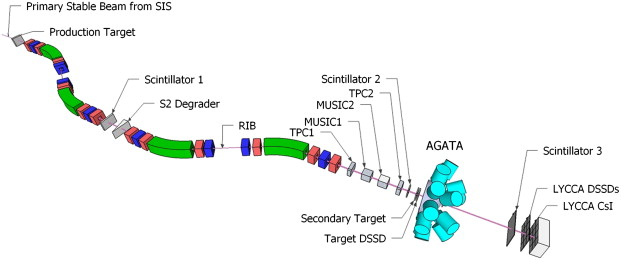 Primary Stable Beam from SIS
Production Target
Scintillator 1
S2 Degrader
RIB
Scintillator 2
TPC2
MUSIC2
MUSIC1
TPC1
AGATA
Secondary Target
Target DSSD
Scintillator 3
LYCCA DSSDs
LYCCA CsI